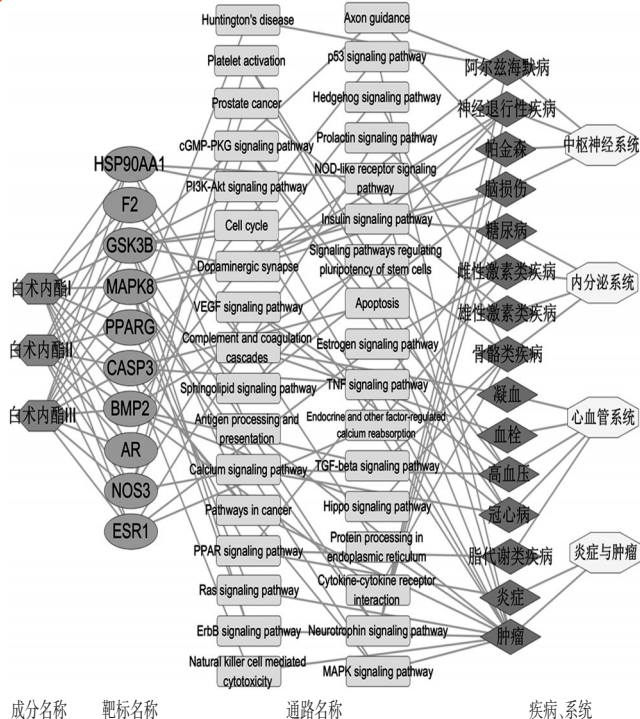 白术内酯I
白术内酯II
白术内酯III
HSP90AA1
F2
GSK3B
MAPK8
PPARG
CASP3
BMP2
AR
NOS3
ESR1
Huntington's disease
Platelet activation
Prostate cancer
cGMP-PKG signaling pathway
PI3K-Akt signaling pathway
Cell cycle
Dopaminergic synapse
VEGF signaling pathway
Complement and coagulation
cascades
Sphingolipid signaling pathway
Antigen processing and
presentation
Calcium signaling pathway
Pathways in cancer
PPAR signaling pathway
Ras signaling pathway
ErbB signaling pathway
Natural killer cell mediated
cytotoxicity
Axon guidance
p53 signaling pathway
Hedgehog signaling pathway
Prolactin signaling pathway
NOD-like receptor signaling
pathway
Insulin signaling pathway
Signaling pathways regulating
pluripotency of stem cells
Apoptosis
Estrogen signaling pathway
TNF signaling pathway
Endocrine and other factor-regulated
calcium reabsorption
TGF-beta signaling pathway
Hippo signaling pathway
Protein processing in
endoplasmic reticulum
Cytokine-cytokine receptor
interaction
Neurotrophin signaling pathway
MAPK signaling pathway
阿尔兹海默病
神经退行性疾病
帕金森
脑损伤
糖尿病
雌性激素类疾病
雄性激素类疾病
骨骼类疾病
凝血
血栓
高血压
冠心病
脂代谢类疾病
炎症
肿瘤
中枢神经系统
内分泌系统
心血管系统
炎症与肿瘤
成分名称
靶标名称
通路名称
疾病、系统